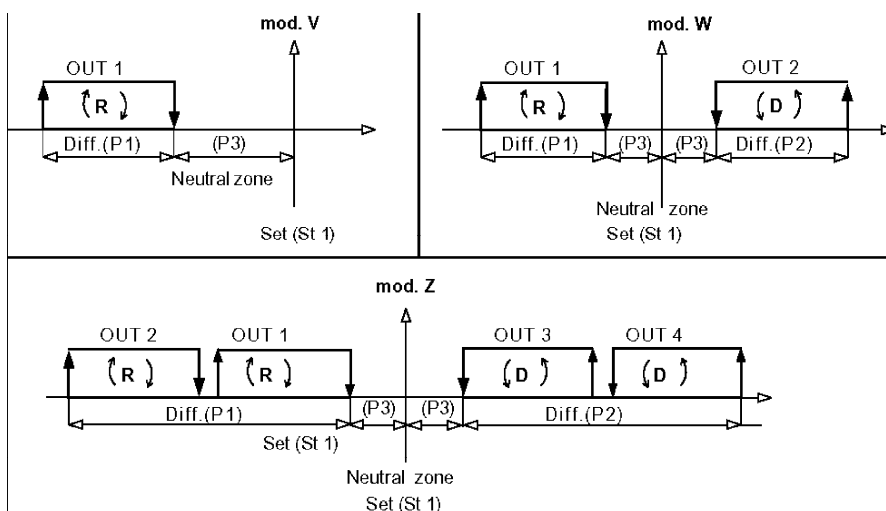 mod. V
OUT 1
R
Diff.(P1)
(P3)
Neutral zone
Set (St 1)
mod. W
OUT 1
OUT 2
R
D
Diff.(P1)
(P3)
(P3)
Diff.(P2)
Neutral zone
Set (St 1)
mod. Z
OUT 2
OUT 1
OUT 3
OUT 4
R
R
D
D
Diff.(P1)
(P3)
(P3)
Diff.(P2)
Set (St 1)
Neutral zone
Set (St 1)